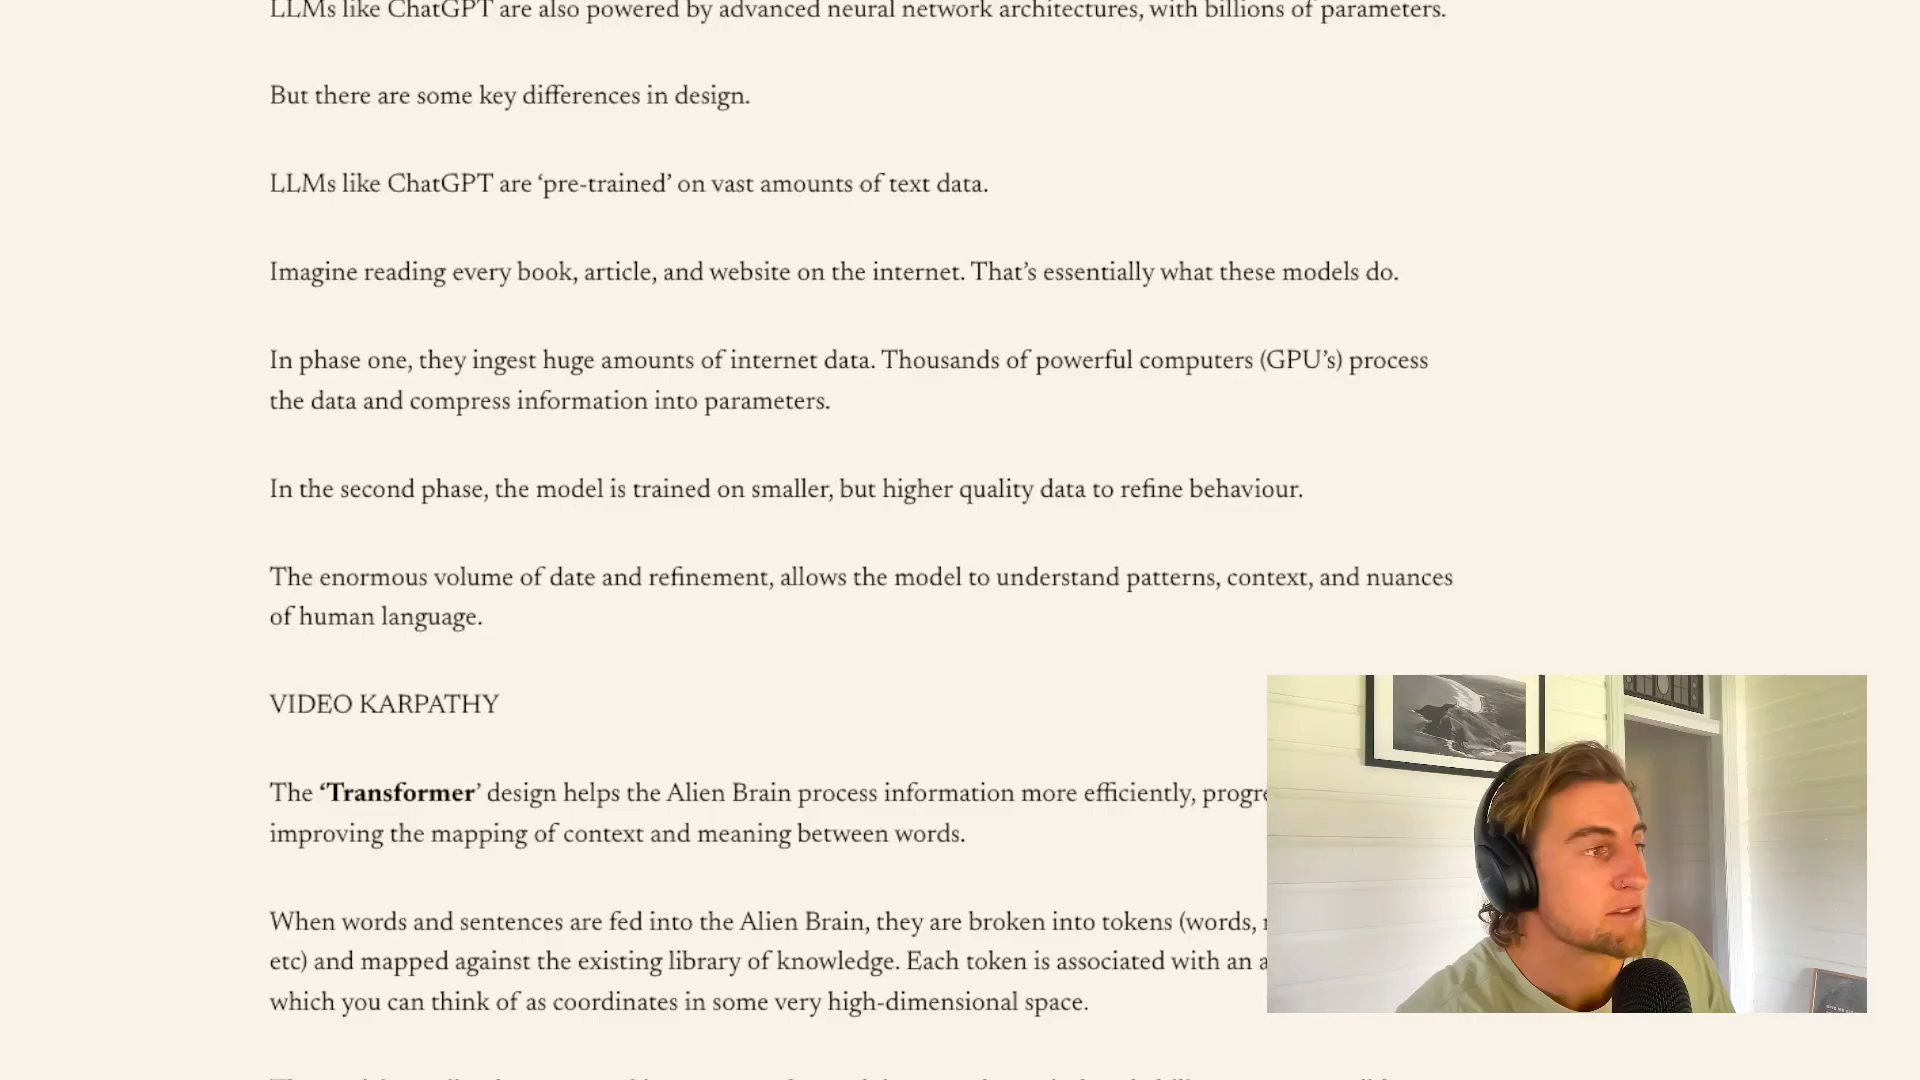 LLMs like ChatGPT are also powered by advanced neural network architectures, with billions of parameters.
But there are some key differences in design.
LLMs like ChatGPT are ‘pre-trained’ on vast amounts of text data.
Imagine reading every book, article, and website on the internet. That’s essentially what these models do.
In phase one, they ingest huge amounts of internet data. Thousands of powerful computers (GPU’s) process
the data and compress information into parameters.
In the second phase, the model is trained on smaller, but higher quality data to refine behaviour.
The enormous volume of date and refinement, allows the model to understand patterns, context, and nuances
of human language.
VIDEO KARPATHY
The ‘Transformer’ design helps the Alien Brain process information more efficiently,
improving the mapping of context and meaning between words.
When words and sentences are fed into the Alien Brain, they are broken into tokens (words,
etc) and mapped against the existing library of knowledge. Each token is associated with an
which you can think of as coordinates in some very high-dimensional space.